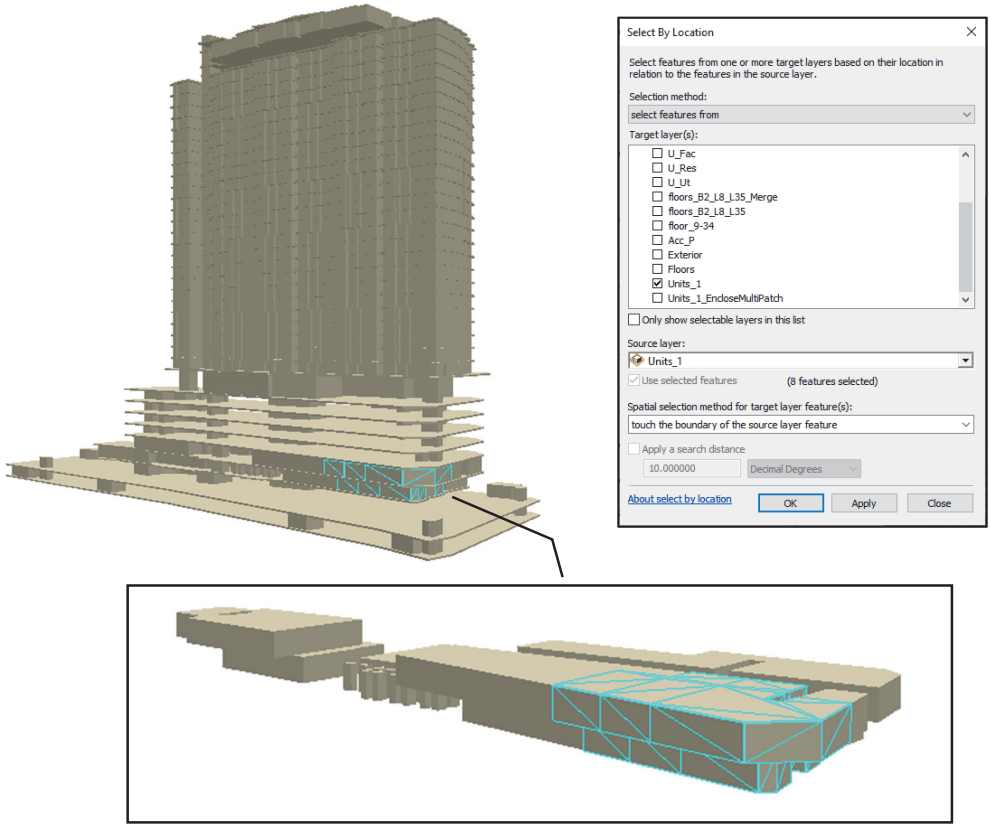 Select By Location
Select features from one or more target layers based on their location in
relation to the features in the source layer.
Selection method:
select features from
Target layer(s):
U_Fac
U_Res
U_Ut
floors_B2_L8_L35_Merge
floors_B2_L8_L35
floor_9-34
Acc_P
Exterior
Floors
Units_1
Units_1_EncloseMultiPatch
Only show selectable layers in this list
Source layer:
Units_1
Use selected features (8 features selected)
Spatial selection method for target layer feature(s):
touch the boundary of the source layer feature
Apply a search distance
10.000000 Decimal Degrees
About select by location OK Apply Close